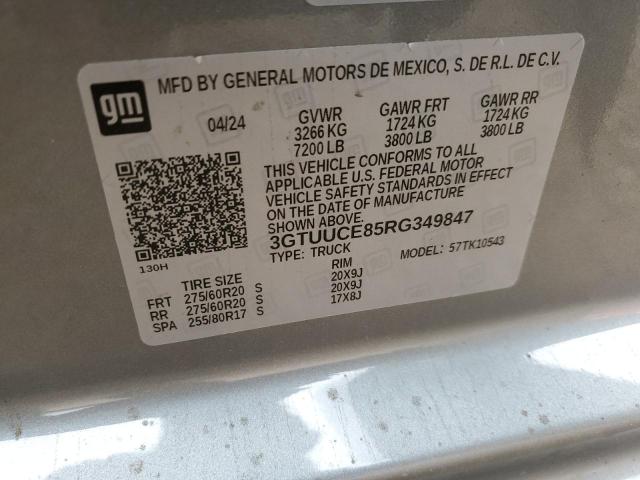 gm
MFD BY GENERAL MOTORS DE MEXICO, S. DE R.L. DE C.V.
04/24
GVWR GAWR FRT GAWR RR
3266 KG 1724 KG 1724 KG
7200 LB 3800 LB 3800 LB
THIS VEHICLE CONFORMS TO ALL
APPLICABLE U.S. FEDERAL MOTOR
VEHICLE SAFETY STANDARDS IN EFFECT
ON THE DATE OF MANUFACTURE
SHOWN ABOVE.
3GTUUCE85RG349847
TYPE: TRUCK MODEL: 57TK10543
130H
TIRE SIZE RIM
FRT 275/60R20 S 20X9J
RR 275/60R20 S 20X9J
SPA 255/80R17 S 17X8J